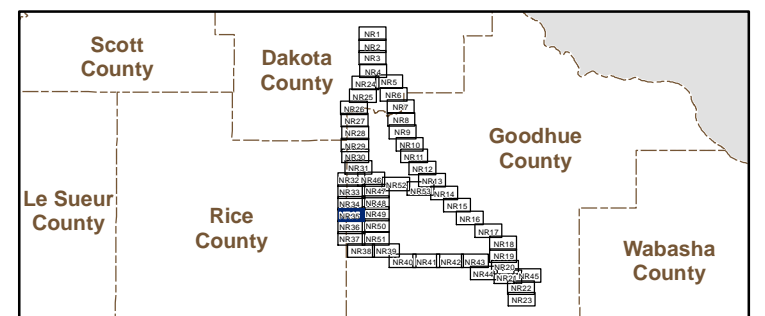 NR1
NR2
NR3
NR4
NR24 NR5
NR25 NR6
NR26 NR7
NR27 NR8
NR28 NR9
NR29 NR10
NR30 NR11
NR31 NR12
NR32 NR46 NR52 NR13
NR33 NR47 NR53 NR14
NR34 NR48 NR15
NR35 NR49 NR16
NR36 NR50 NR17
NR37 NR51 NR18
NR38 NR39 NR19
NR40 NR41 NR42 NR43 NR20
NR44 NR21 NR45
NR22
NR23
Scott
County
Dakota
County
Goodhue
County
Le Sueur
County
Rice
County
Wabasha
County